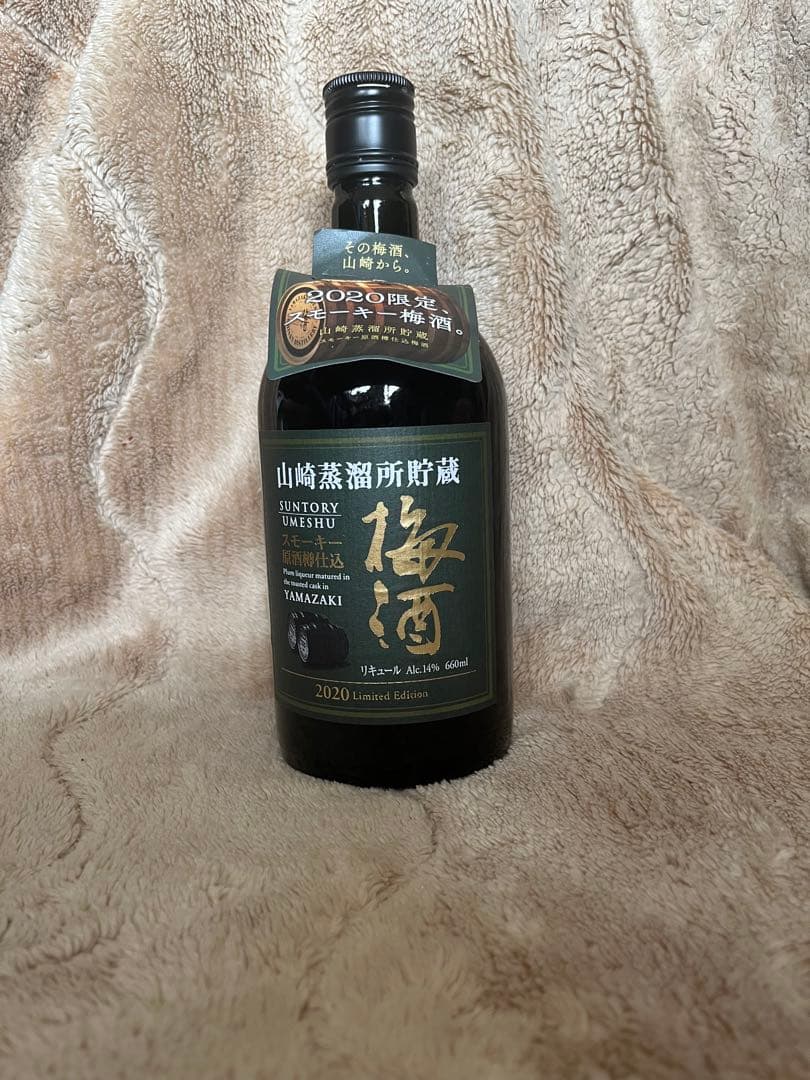 その梅酒、
山崎から。
2020限定、
スモーキー梅酒。
山崎蒸溜所貯蔵
スモーキー原酒樽仕込梅酒
山崎蒸溜所貯蔵
SUNTORY
UMESHU
スモーキー
原酒樽仕込
Plum liqueur matured in
the toasted cask in
YAMAZAKI
梅酒
リキュール Alc.14% 660ml
2020 Limited Edition